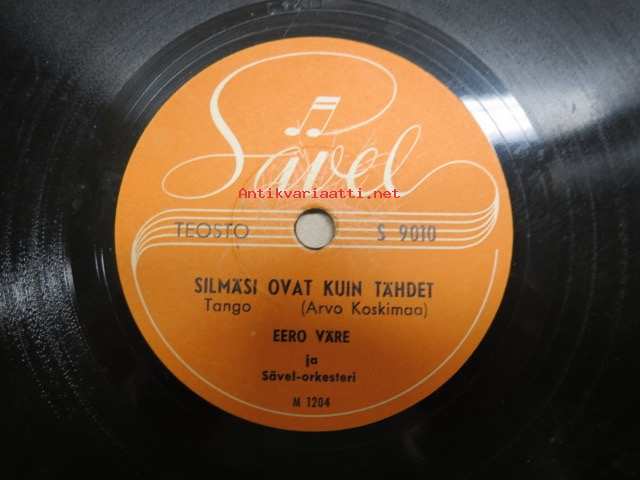 Sävel
Antikvariaatti.net
TEOSTO S 9010
SILMÄSI OVAT KUIN TÄHDET
Tango (Arvo Koskimaa)
EERO VÄRE
ja
Sävel-orkesteri
M 1204